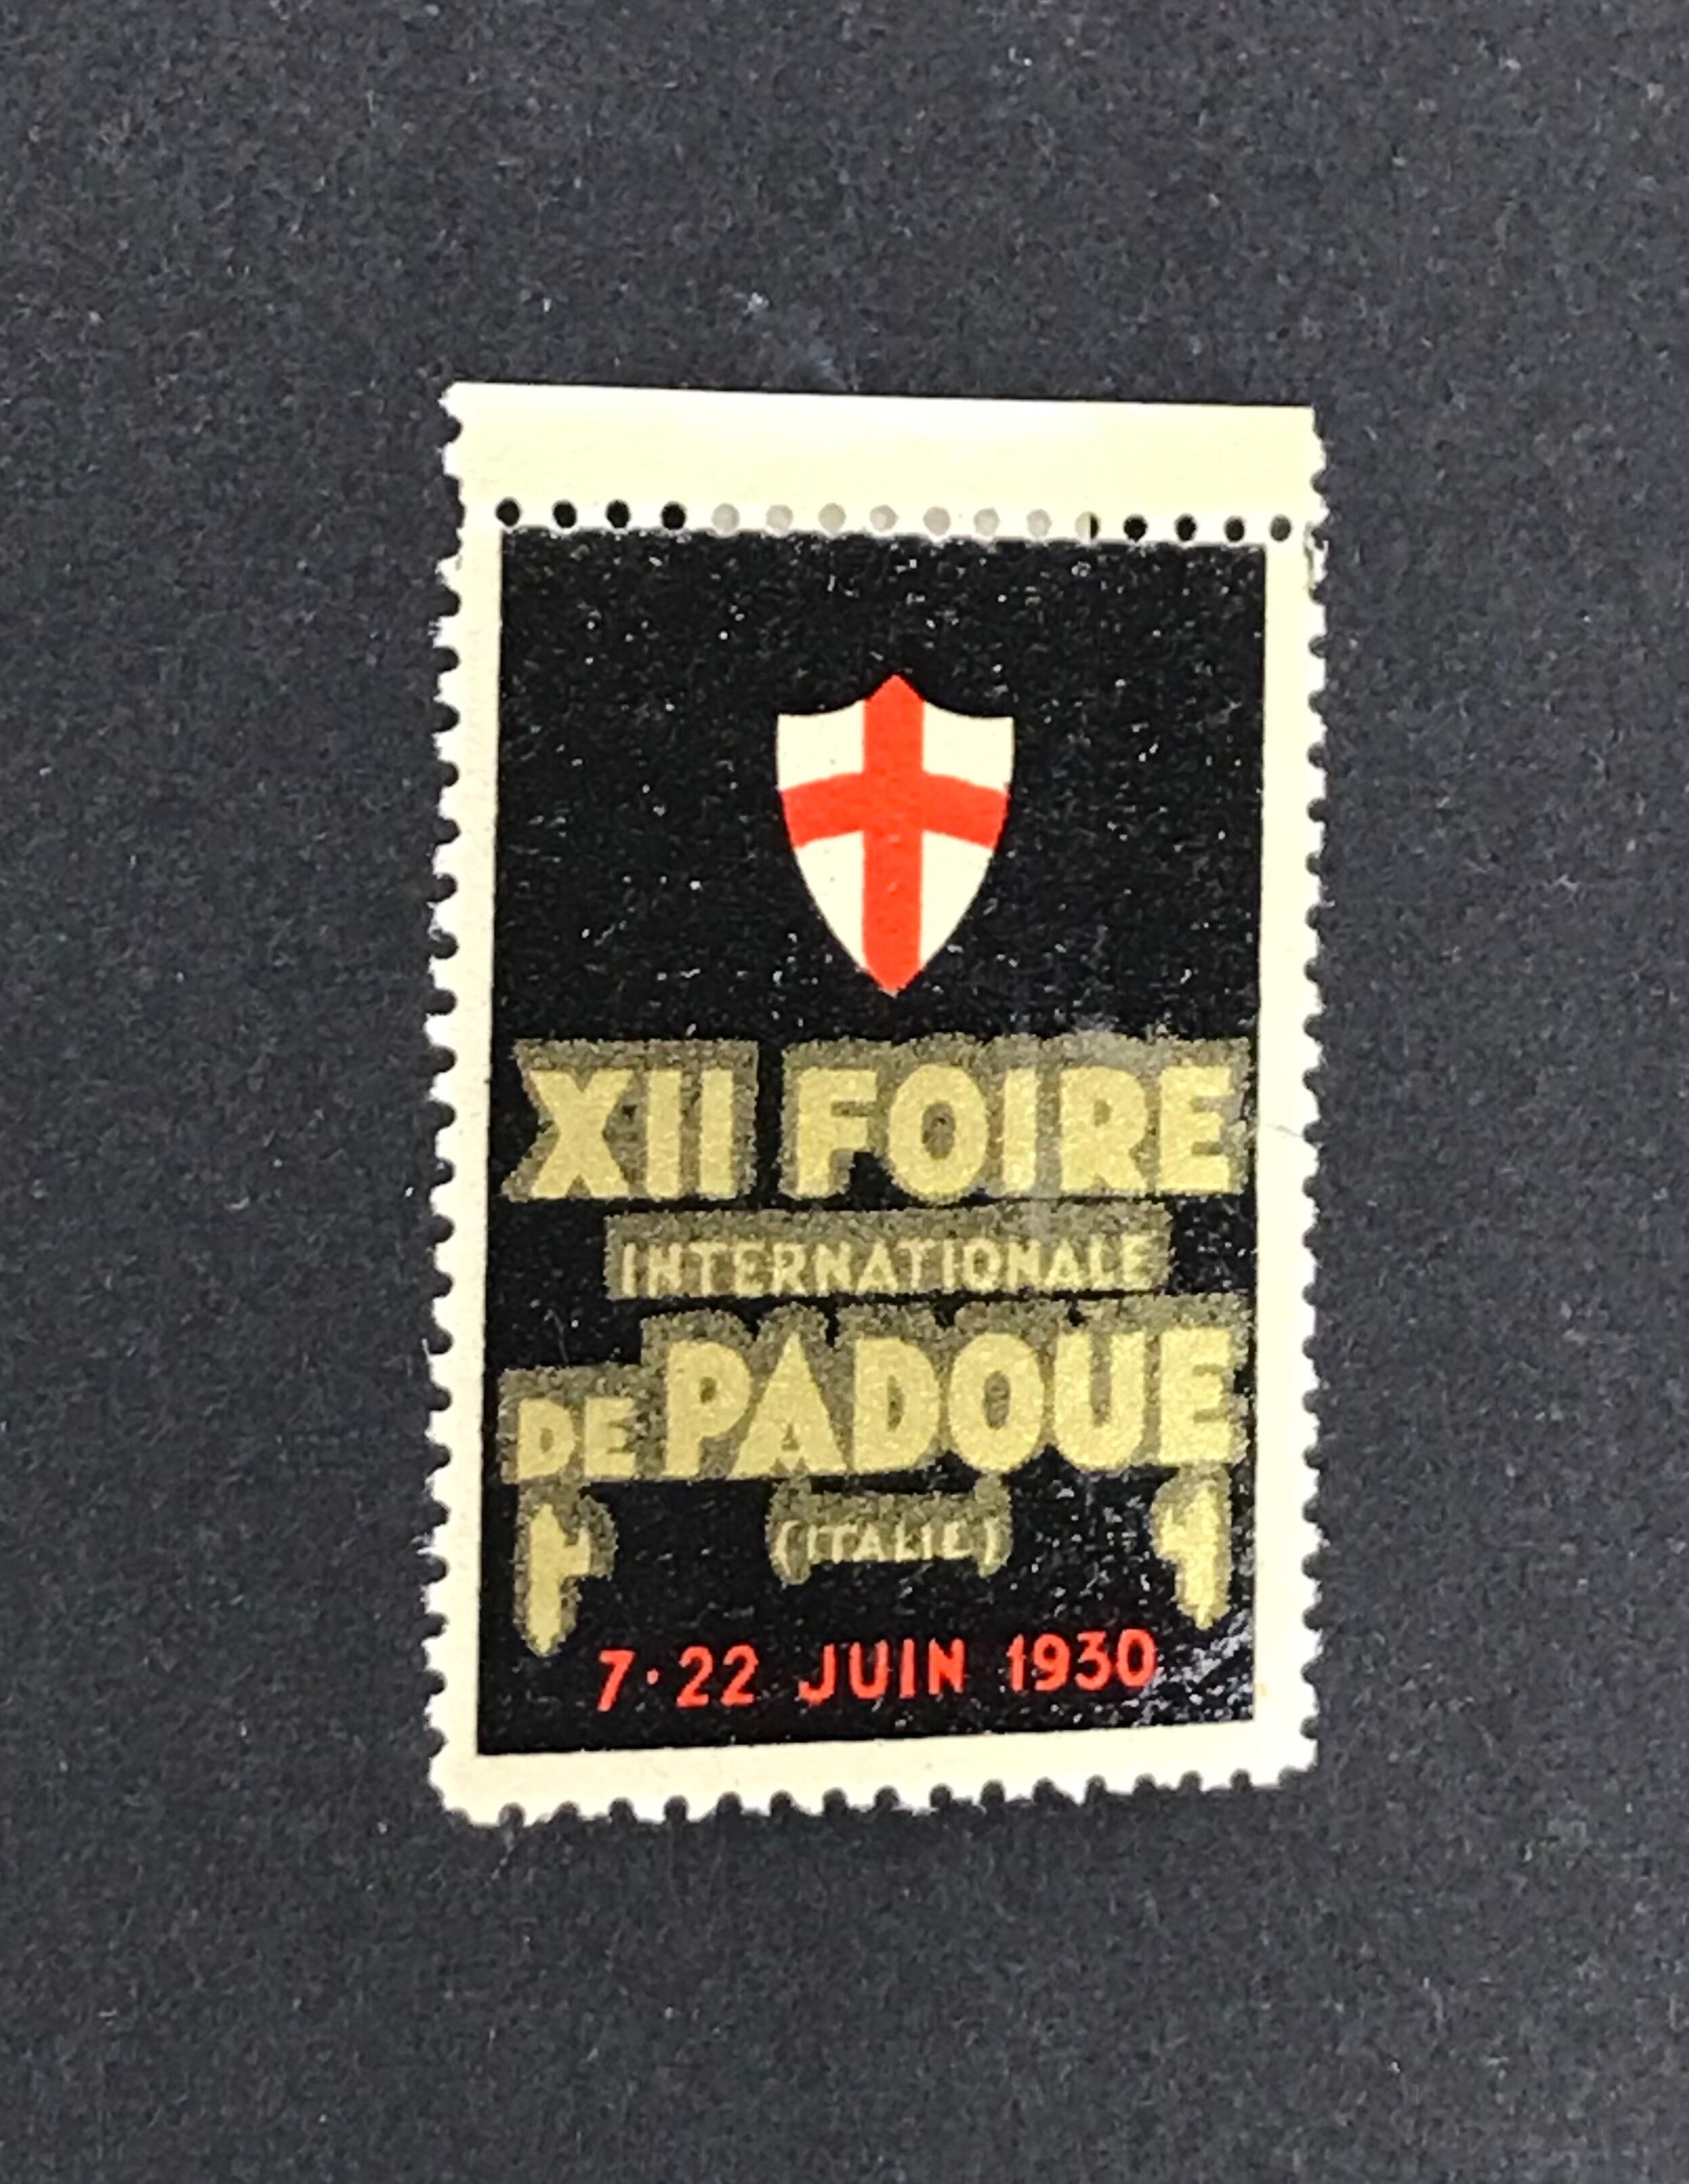 XII FOIRE
INTERNATIONALE
DE PADOUE
(ITALIE)
7·22 JUIN 1930